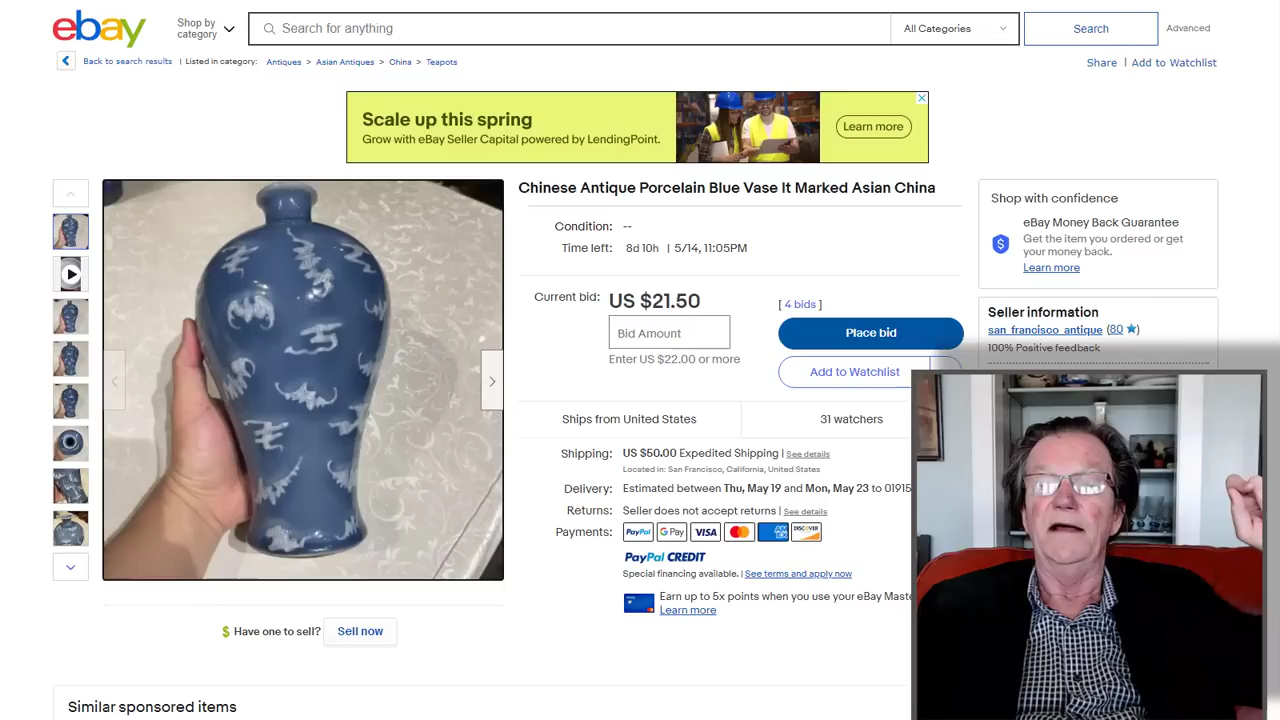 ebay
Shop by
category
Search for anything
All Categories
Search
Advanced
Back to search results | Listed in category: Antiques > Asian Antiques > China > Teapots
Share | Add to Watchlist
Scale up this spring
Grow with eBay Seller Capital powered by LendingPoint.
Learn more
Chinese Antique Porcelain Blue Vase It Marked Asian China
Condition: --
Time left: 8d 10h | 5/14, 11:05PM
Current bid: US $21.50
[ 4 bids ]
Bid Amount
Place bid
Enter US $22.00 or more
Add to Watchlist
Ships from United States
31 watchers
Shipping: US $50.00 Expedited Shipping | See details
Located in: San Francisco, California, United States
Delivery: Estimated between Thu, May 19 and Mon, May 23 to 01915
Returns: Seller does not accept returns | See details
Payments: PayPal G Pay VISA DISCOVER
PayPal CREDIT
Special financing available. | See terms and apply now
Earn up to 5x points when you use your eBay Maste
Learn more
Shop with confidence
eBay Money Back Guarantee
Get the item you ordered or get
your money back.
Learn more
Seller information
san_francisco_antique (80 ★)
100% Positive feedback
$ Have one to sell? Sell now
Similar sponsored items